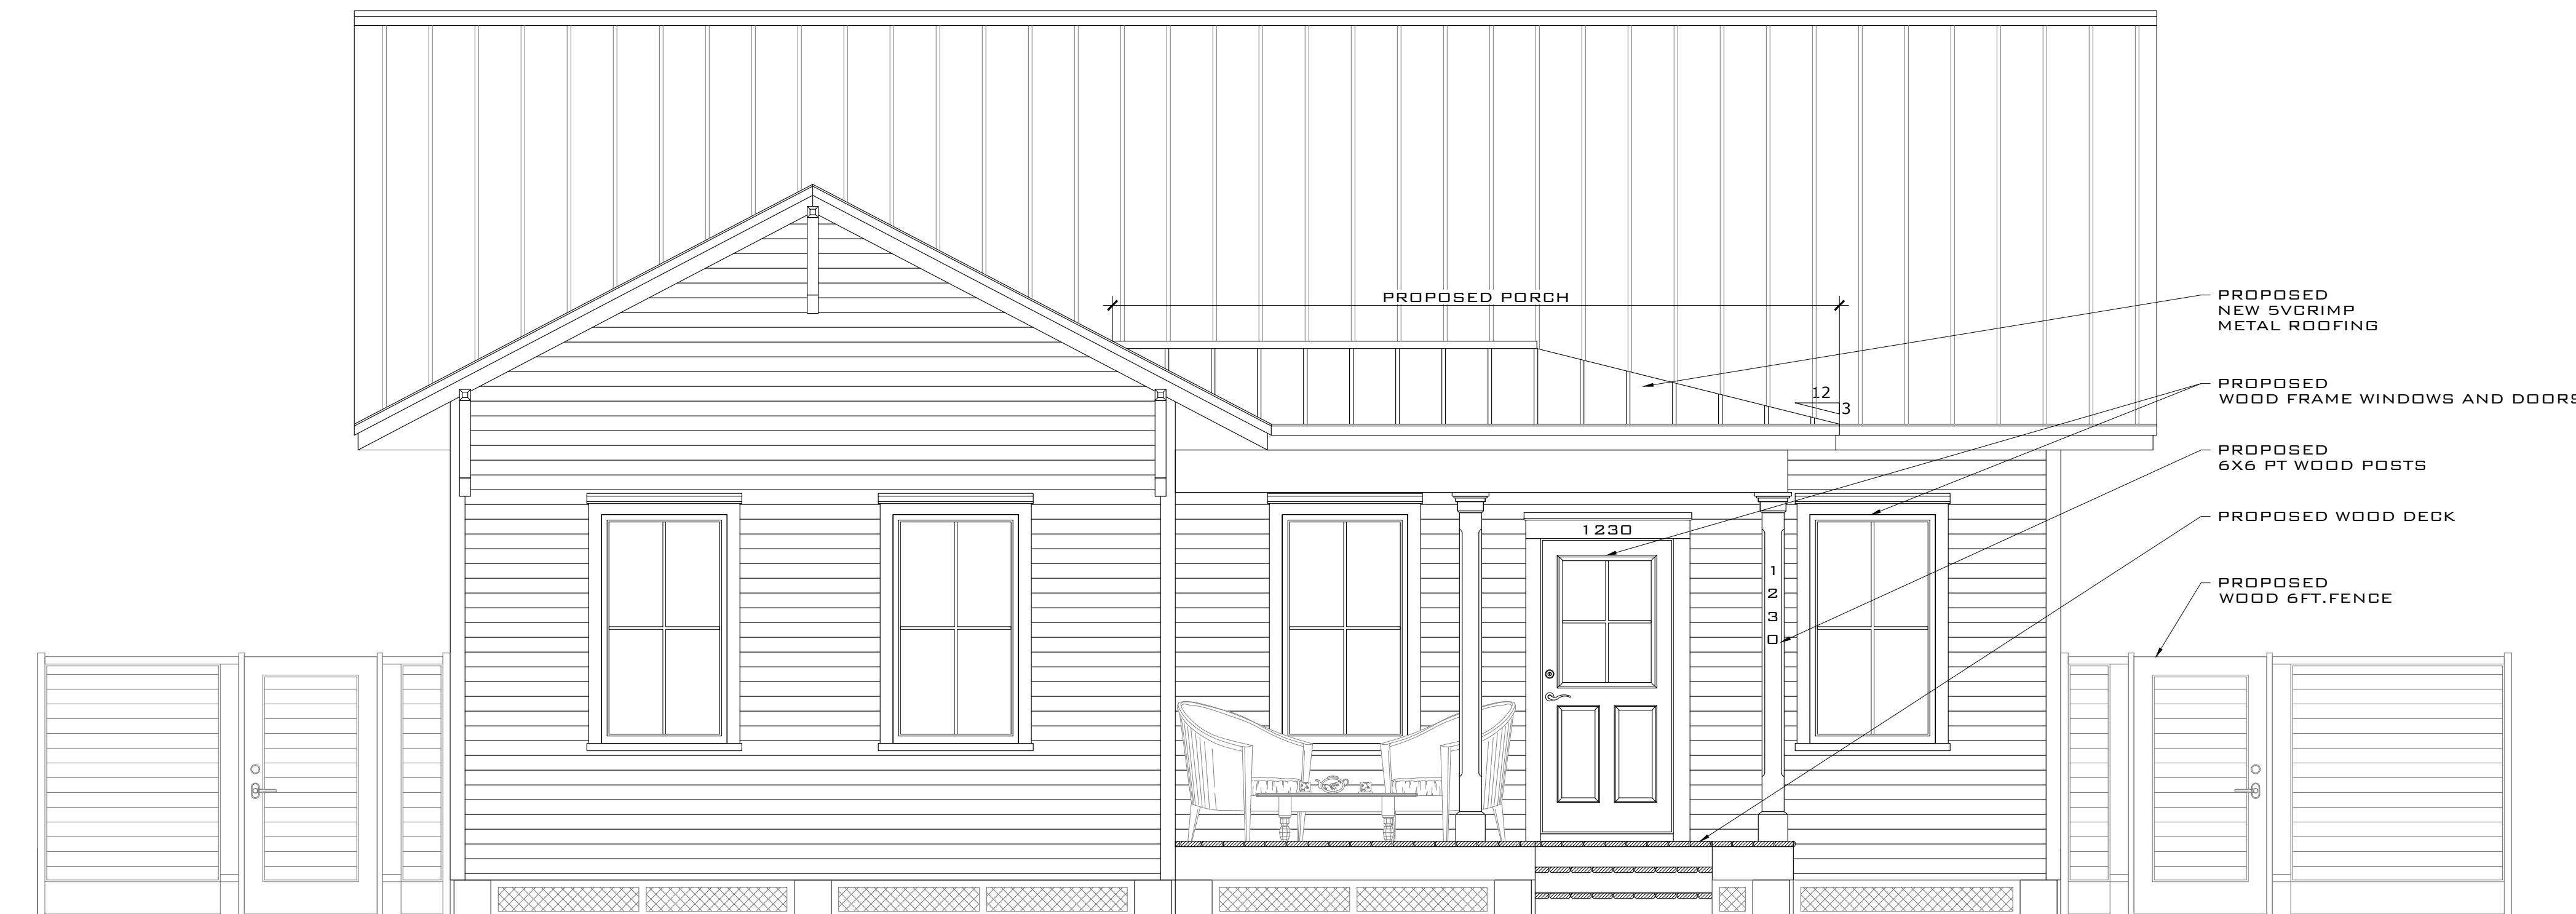 PROPOSED PORCH
PROPOSED
NEW 5VCRIMP
METAL ROOFING
12
3
PROPOSED
WOOD FRAME WINDOWS AND DOORS
PROPOSED
6X6 PT WOOD POSTS
PROPOSED WOOD DECK
1230
1
2
3
0
PROPOSED
WOOD 6FT.FENCE